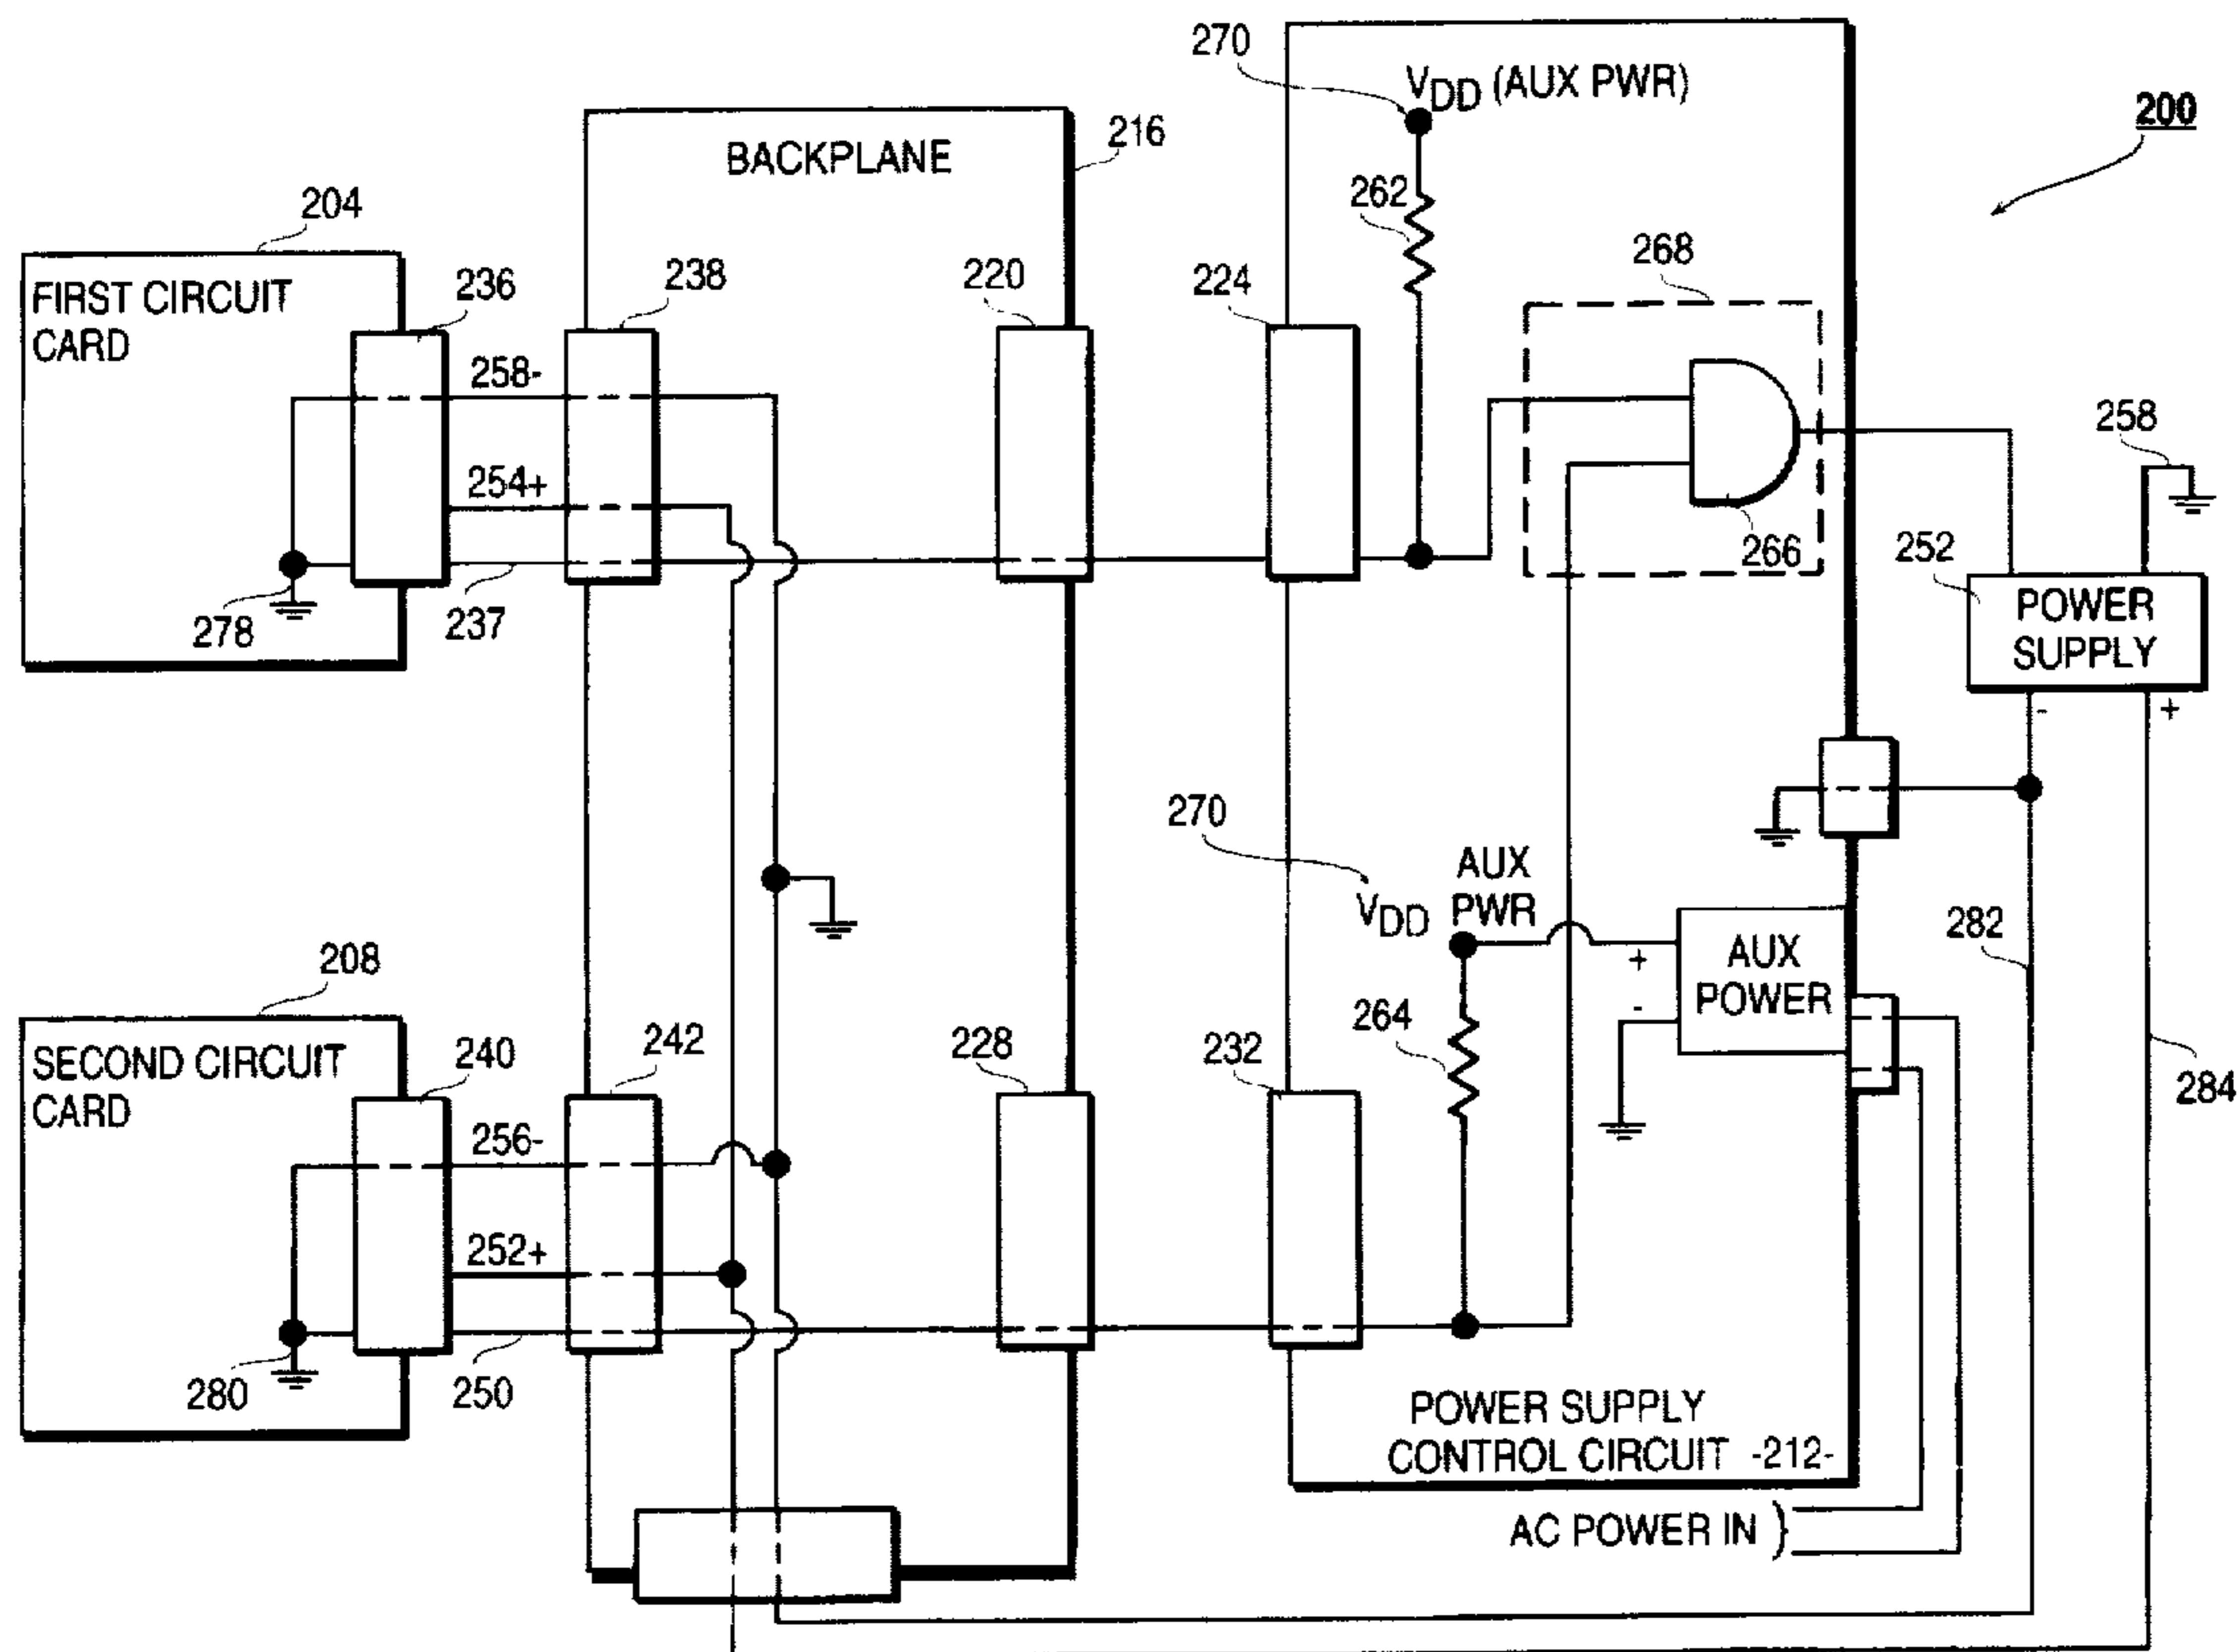 270
VDD (AUX PWR)
200
BACKPLANE
216
262
204
268
FIRST CIRCUIT
CARD
236
238
220
224
258-
258
254+
252
266
POWER
SUPPLY
278
237
-
+
270
AUX
VDD PWR
282
208
+
AUX
POWER
-
264
SECOND CIRCUIT
CARD
240
242
228
232
284
256-
252+
280
250
POWER SUPPLY
CONTROL CIRCUIT -212-
AC POWER IN }